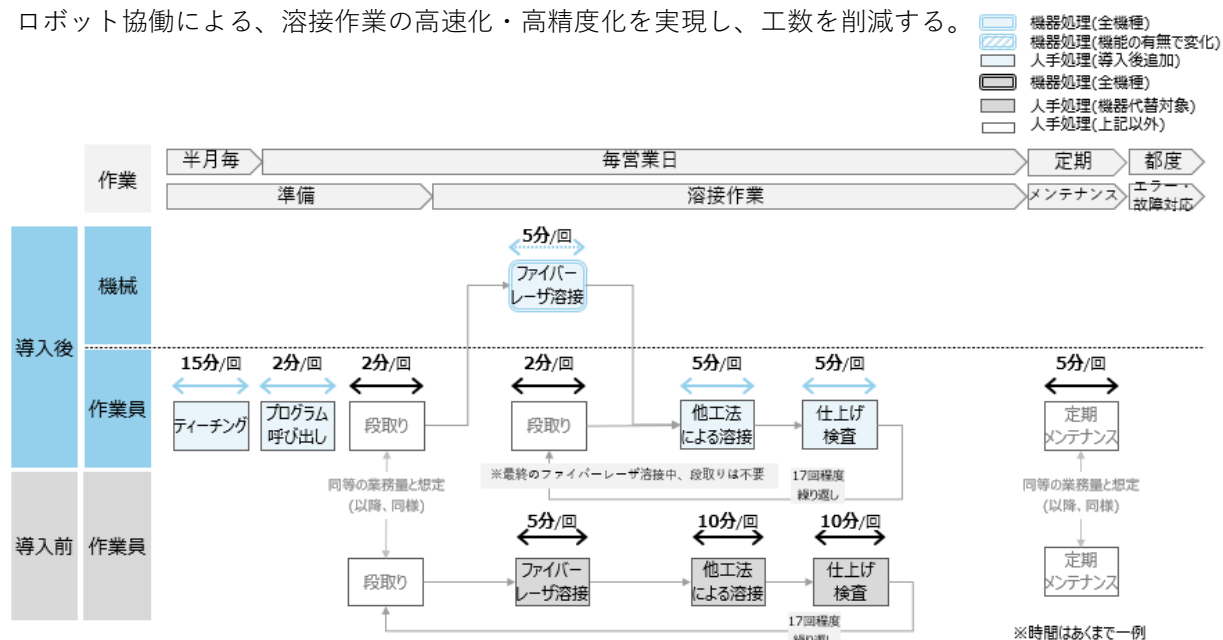 ロボット協働による、溶接作業の高速化・高精度化を実現し、工数を削減する。
機器処理(全機種)
機器処理(機能の有無で変化)
人手処理(導入後追加)
機器処理(全機種)
人手処理(機器代替対象)
人手処理(上記以外)
作業
半月毎
毎営業日
定期
都度
準備
溶接作業
メンテナンス
エラー・
故障対応
導入後
機械
5分/回
ファイバー
レーザ溶接
作業員
15分/回
ティーチング
2分/回
プログラム
呼び出し
2分/回
段取り
2分/回
段取り
5分/回
他工法
による溶接
5分/回
仕上げ
検査
5分/回
定期
メンテナンス
※最終のファイバーレーザ溶接中、段取りは不要
17回程度
繰り返し
同等の業務量と想定
(以降、同様)
同等の業務量と想定
(以降、同様)
導入前
作業員
段取り
5分/回
ファイバー
レーザ溶接
10分/回
他工法
による溶接
10分/回
仕上げ
検査
定期
メンテナンス
17回程度
繰り返し
※時間はあくまで一例